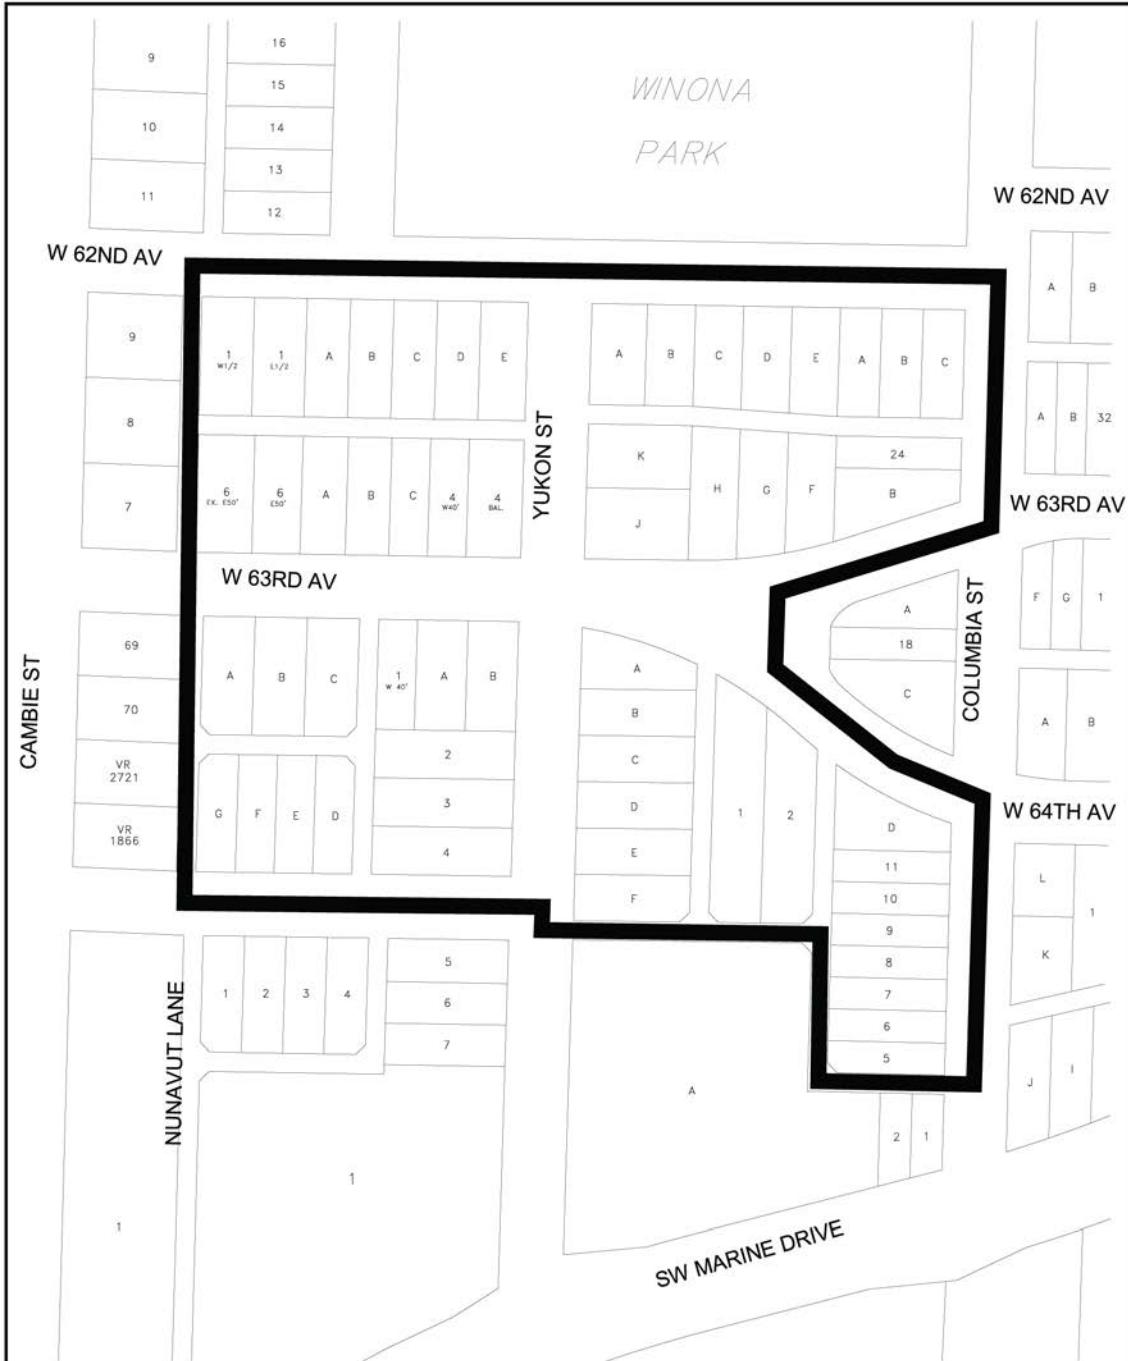 9
16
15
14
13
12
10
11
WINONA
PARK
W 62ND AV
W 62ND AV
A B
9
8
7
1 W1/2
1 E1/2
A B C D E
A B C D E A B C
A B 32
6 EX. E50'
6 E50'
A B C
4 W40'
4 BAL.
YUKON ST
K
J
H G F
24
B
W 63RD AV
W 63RD AV
F G 1
A
18
C
COLUMBIA ST
A B
CAMBIE ST
69
70
VR
2721
VR
1866
A B C
1 W 40'
A B
2
3
4
G F E D
A
B
C
D
E
F
1 2
D
11
10
9
8
7
6
5
W 64TH AV
L
K
1
J I
NUNAVUT LANE
1 2 3 4
5
6
7
A
2 1
1
1
SW MARINE DRIVE